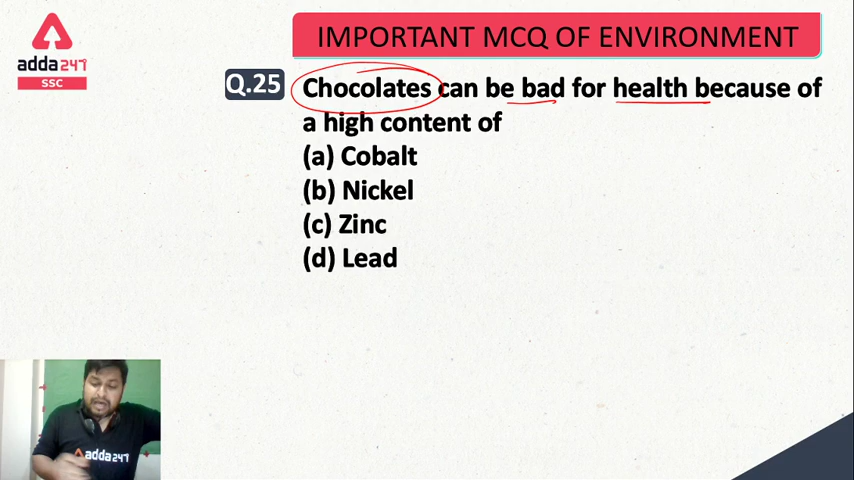 IMPORTANT MCQ OF ENVIRONMENT
adda247
SSC
Q.25 Chocolates can be bad for health because of
a high content of
(a) Cobalt
(b) Nickel
(c) Zinc
(d) Lead
adda247